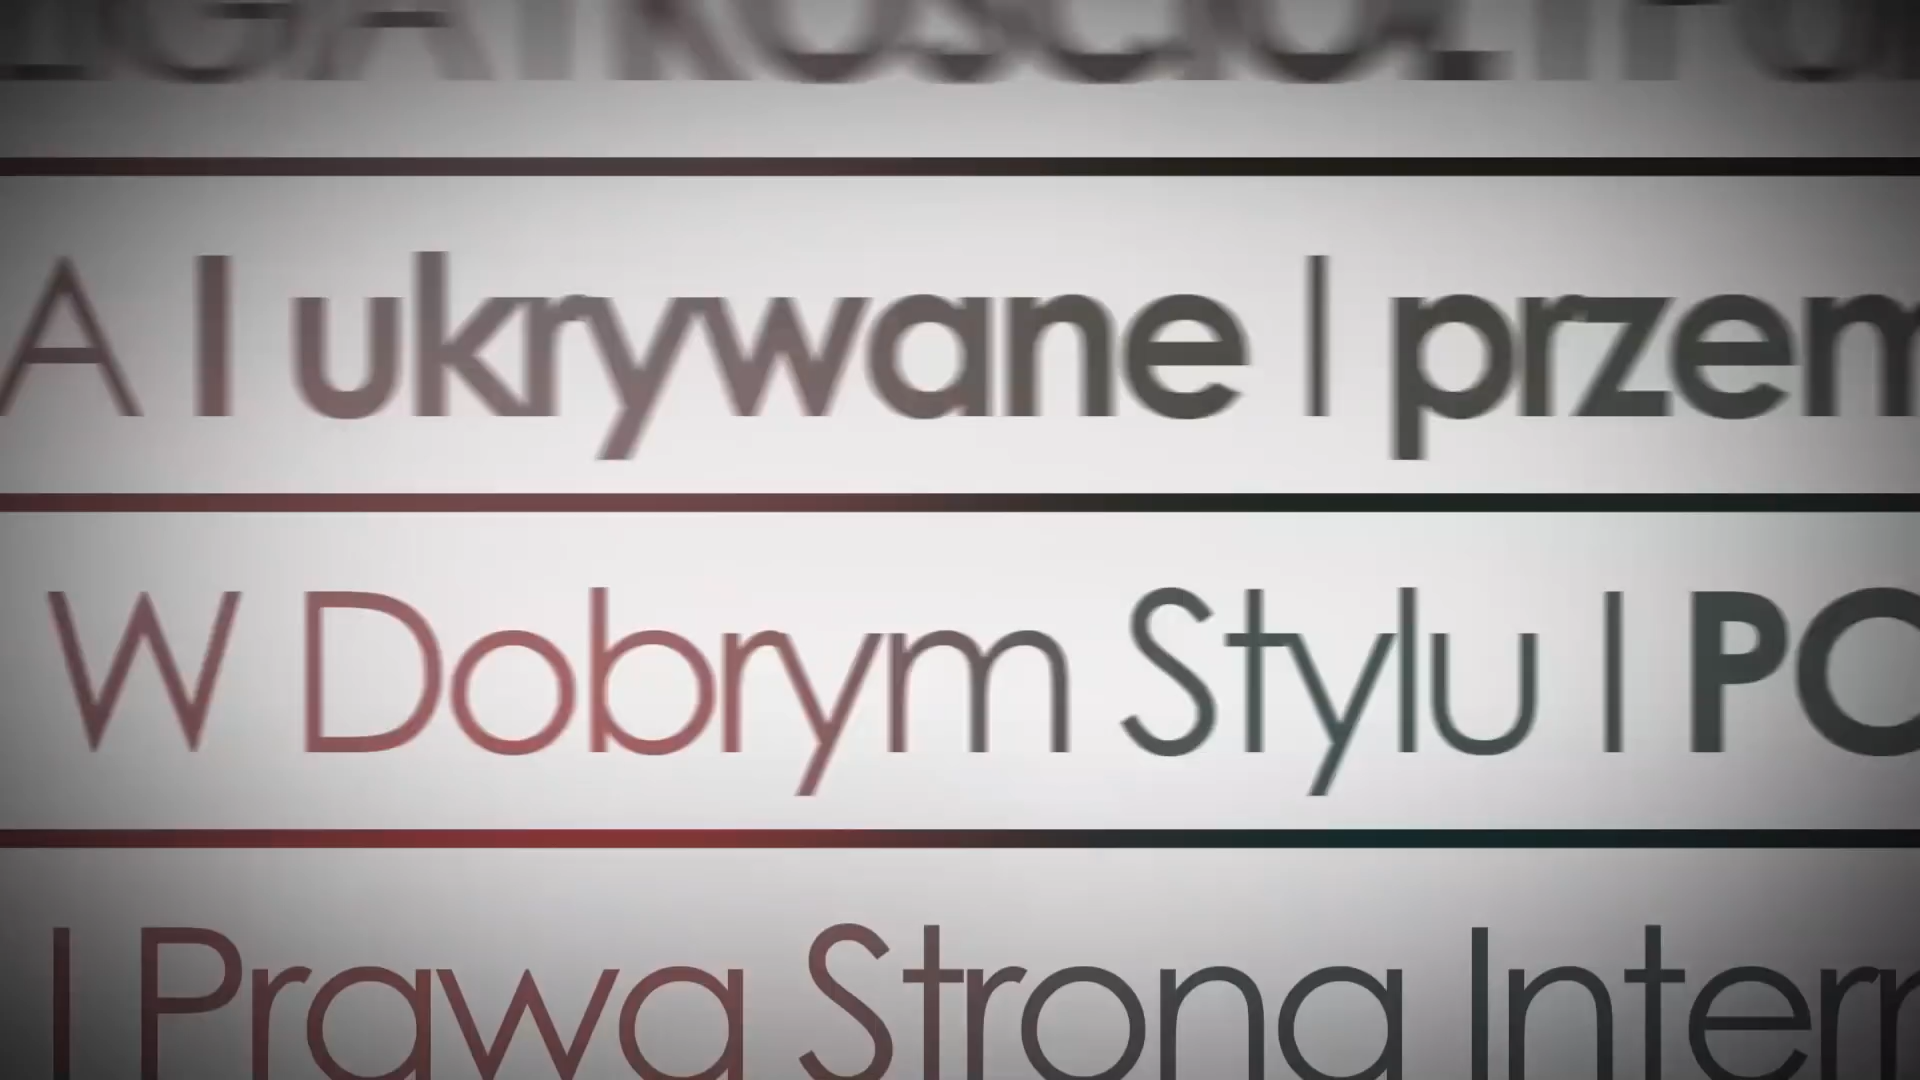 A I ukrywane I przem
W Dobrym Stylu I PO
I Prawa Strona Intern